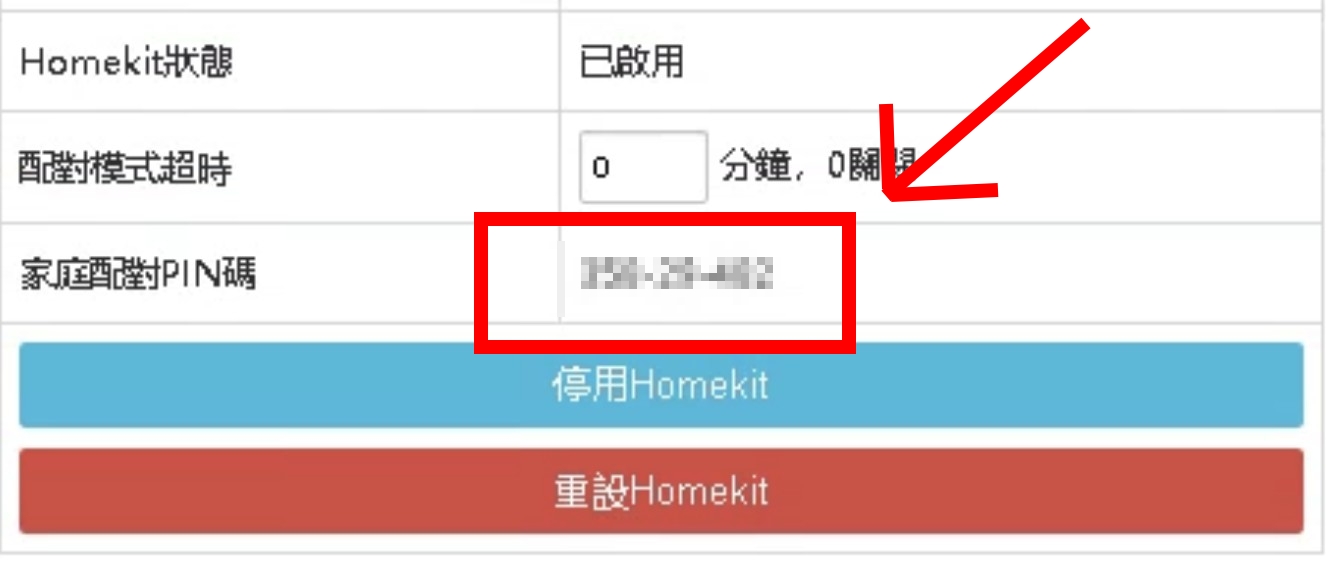 Homekit狀態 已啟用
配對模式超時 0 分鐘, 0關閉
家庭配對PIN碼
停用Homekit
重設Homekit